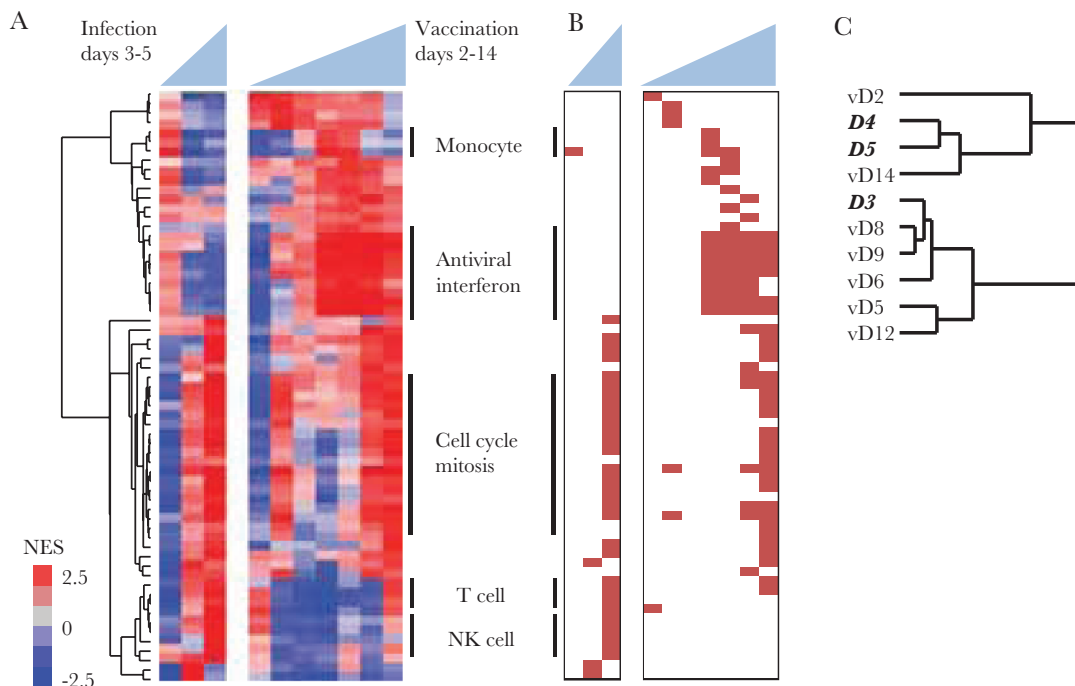 A
Infection
days 3-5
Vaccination
days 2-14
B
C
Monocyte
Antiviral
interferon
Cell cycle
mitosis
T cell
NK cell
NES
2.5
0
-2.5
vD2
D4
D5
vD14
D3
vD8
vD9
vD6
vD5
vD12